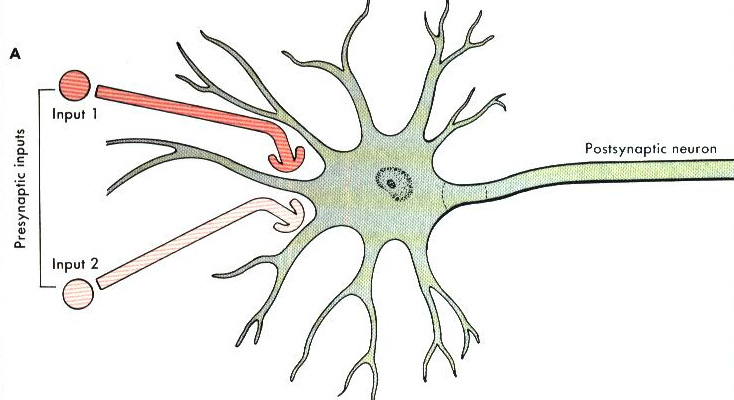 A
Input 1
Presynaptic inputs
Postsynaptic neuron
Input 2